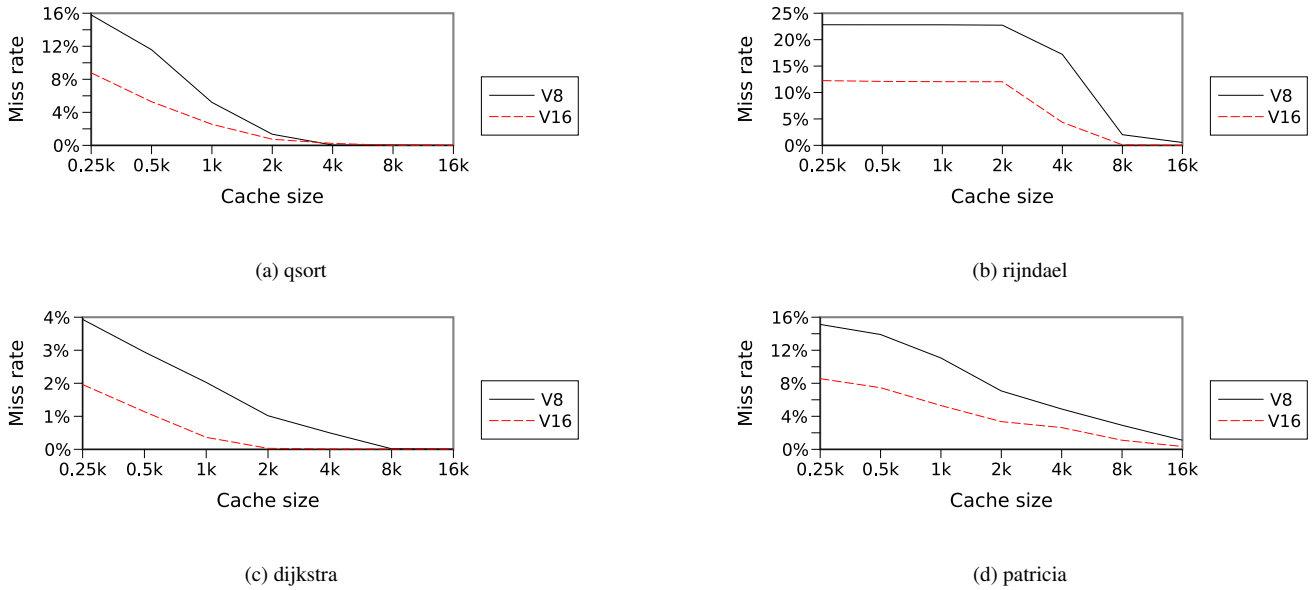 16%
12%
8%
4%
0%
Miss rate
0.25k 0.5k 1k 2k 4k 8k 16k
Cache size
V8
V16
(a) qsort
25%
20%
15%
10%
5%
0%
Miss rate
0.25k 0.5k 1k 2k 4k 8k 16k
Cache size
V8
V16
(b) rijndael
4%
3%
2%
1%
0%
Miss rate
0.25k 0.5k 1k 2k 4k 8k 16k
Cache size
V8
V16
(c) dijkstra
16%
12%
8%
4%
0%
Miss rate
0.25k 0.5k 1k 2k 4k 8k 16k
Cache size
V8
V16
(d) patricia